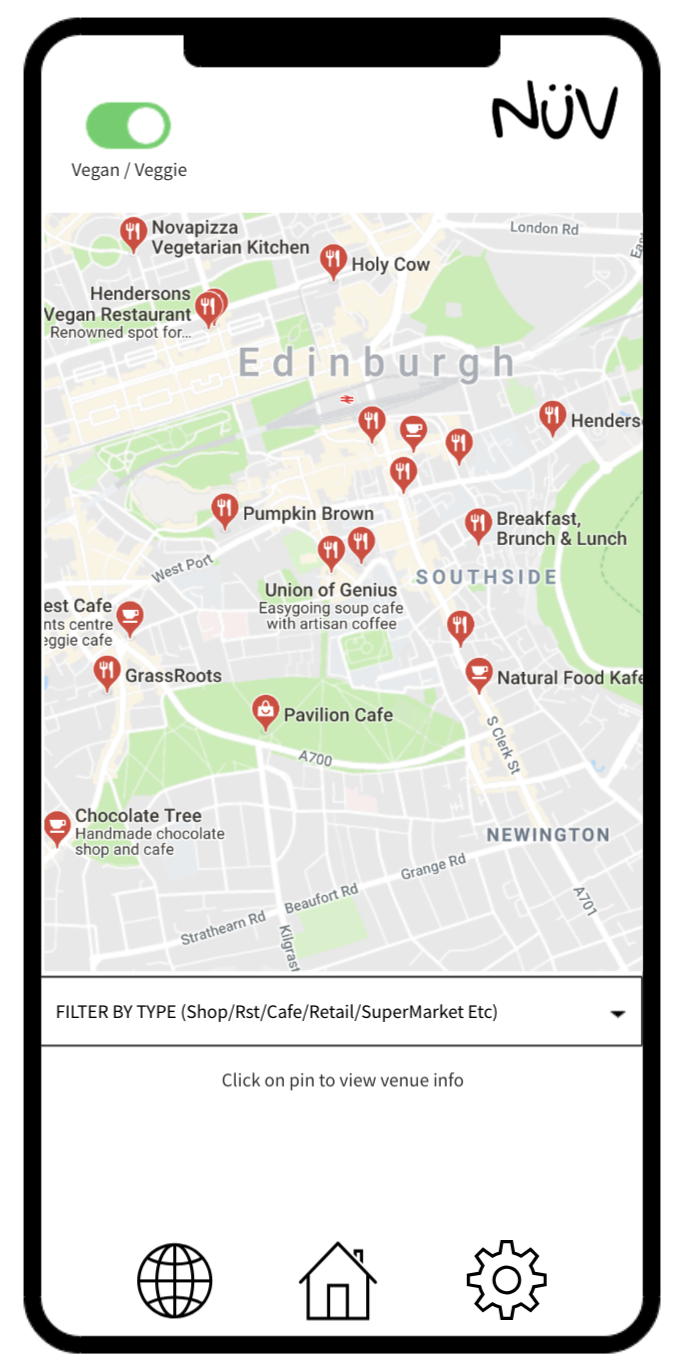 NüV
Vegan / Veggie
Novapizza
Vegetarian Kitchen
London Rd
Holy Cow
Hendersons
Vegan Restaurant
Renowned spot for...
Edinburgh
Henders
Pumpkin Brown
Breakfast,
Brunch & Lunch
West Port
SOUTHSIDE
Union of Genius
Easygoing soup cafe
with artisan coffee
est Cafe
nts centre
eggie cafe
GrassRoots
Natural Food Kafe
Pavilion Cafe
A700
S Clerk St
Chocolate Tree
Handmade chocolate
shop and cafe
NEWINGTON
Grange Rd
Beaufort Rd
A701
Strathearn Rd
Kilgrast
FILTER BY TYPE (Shop/Rst/Cafe/Retail/SuperMarket Etc)
Click on pin to view venue info